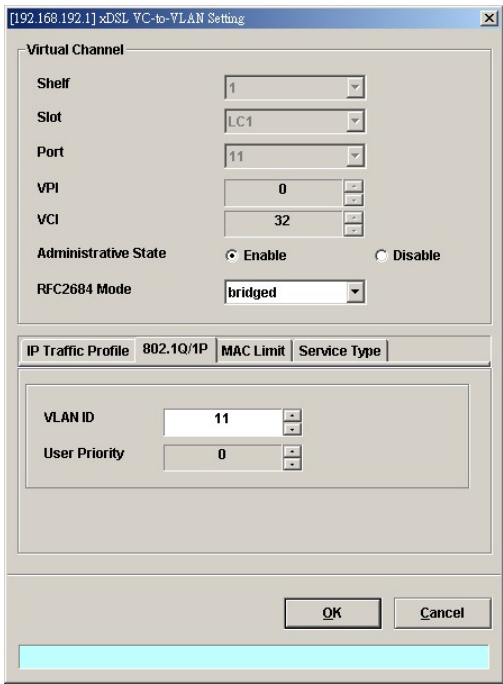 [192.168.192.1] xDSL VC-to-VLAN Setting
Virtual Channel
Shelf 1
Slot LC1
Port 11
VPI 0
VCI 32
Administrative State Enable Disable
RFC2684 Mode bridged
IP Traffic Profile 802.1Q/1P MAC Limit Service Type
VLAN ID 11
User Priority 0
OK Cancel